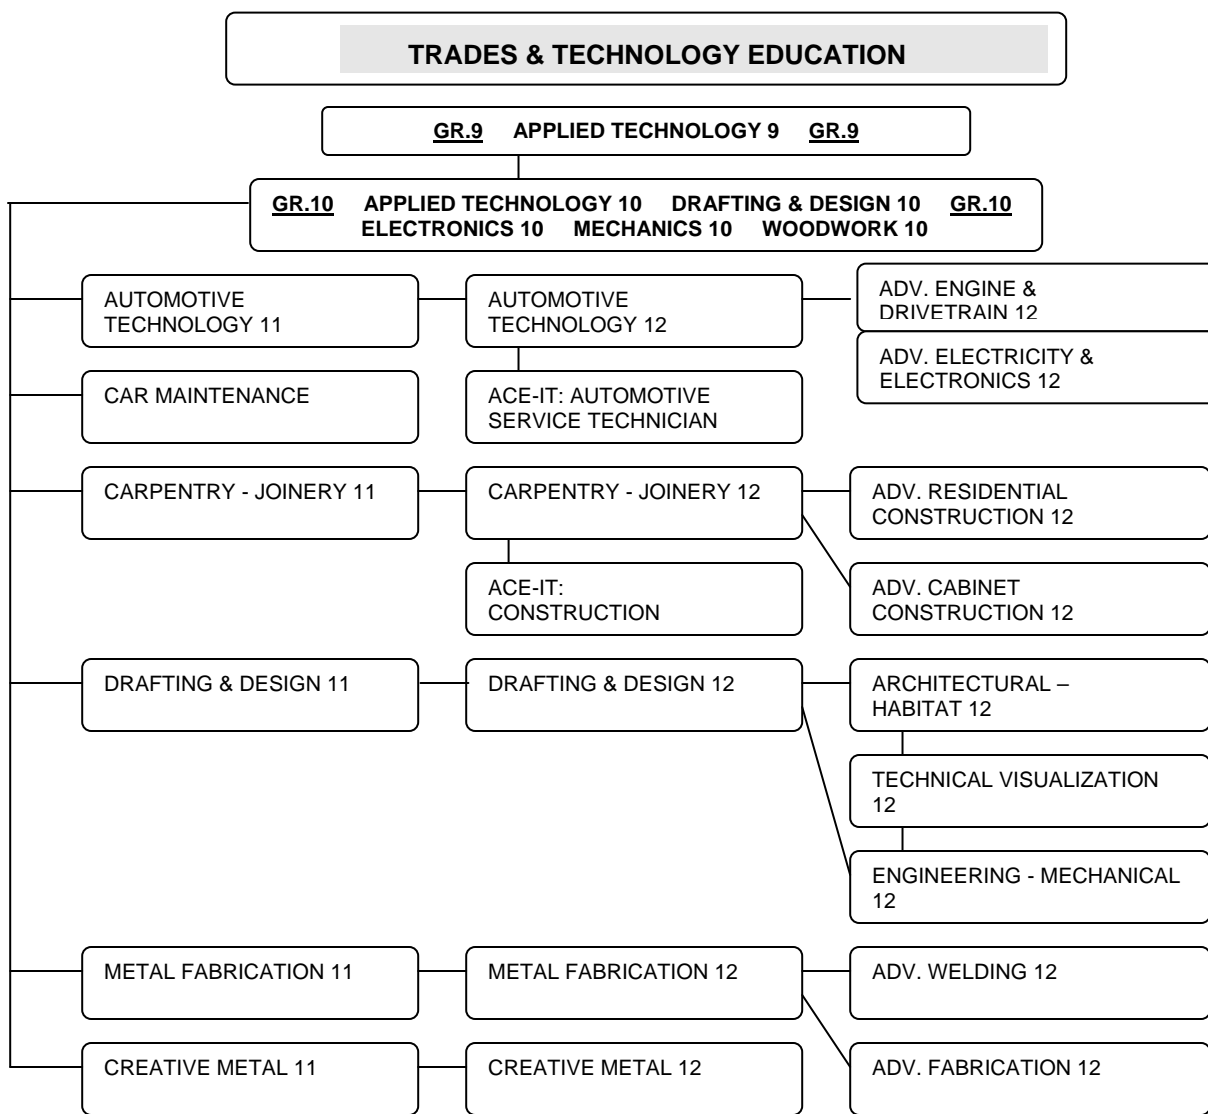 TRADES & TECHNOLOGY EDUCATION
GR.9 APPLIED TECHNOLOGY 9 GR.9
GR.10 APPLIED TECHNOLOGY 10 DRAFTING & DESIGN 10 GR.10
ELECTRONICS 10 MECHANICS 10 WOODWORK 10
AUTOMOTIVE
TECHNOLOGY 11
AUTOMOTIVE
TECHNOLOGY 12
ADV. ENGINE &
DRIVETRAIN 12
ADV. ELECTRICITY &
ELECTRONICS 12
CAR MAINTENANCE
ACE-IT: AUTOMOTIVE
SERVICE TECHNICIAN
CARPENTRY - JOINERY 11
CARPENTRY - JOINERY 12
ADV. RESIDENTIAL
CONSTRUCTION 12
ACE-IT:
CONSTRUCTION
ADV. CABINET
CONSTRUCTION 12
DRAFTING & DESIGN 11
DRAFTING & DESIGN 12
ARCHITECTURAL –
HABITAT 12
TECHNICAL VISUALIZATION
12
ENGINEERING - MECHANICAL
12
METAL FABRICATION 11
METAL FABRICATION 12
ADV. WELDING 12
CREATIVE METAL 11
CREATIVE METAL 12
ADV. FABRICATION 12